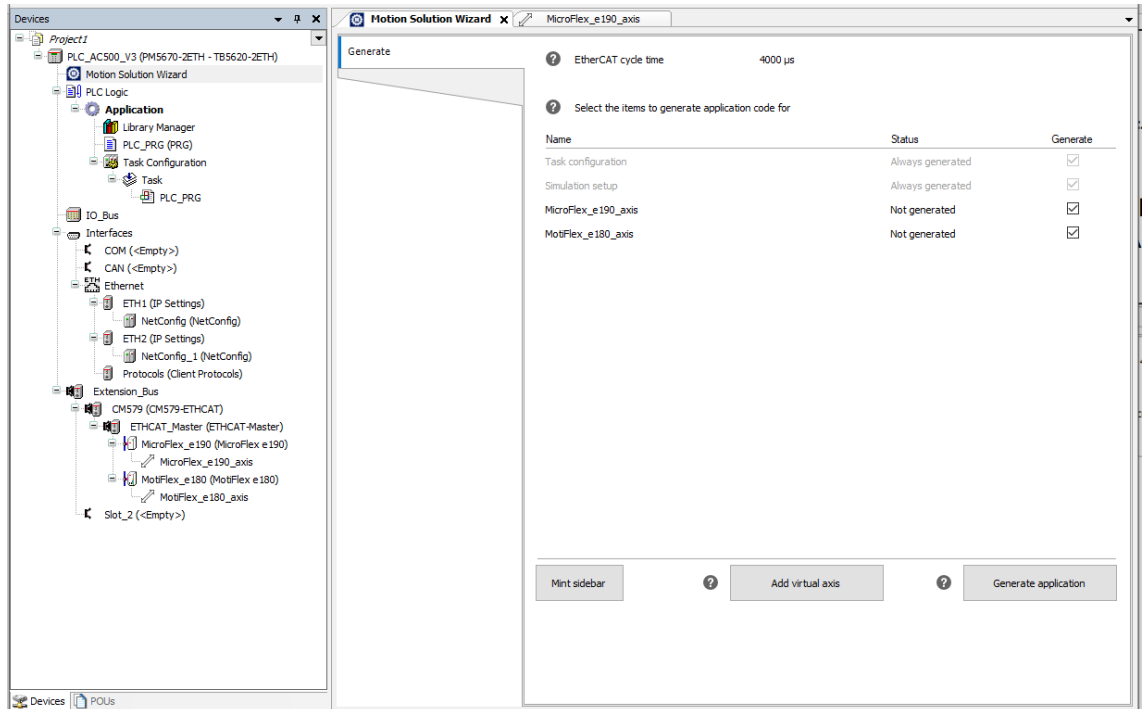 Devices
Project1
PLC_AC500_V3 (PM5670-2ETH - TB5620-2ETH)
Motion Solution Wizard
PLC Logic
Application
Library Manager
PLC_PRG (PRG)
Task Configuration
Task
PLC_PRG
IO_Bus
Interfaces
COM (<Empty>)
CAN (<Empty>)
ETH Ethernet
ETH1 (IP Settings)
NetConfig (NetConfig)
ETH2 (IP Settings)
NetConfig_1 (NetConfig)
Protocols (Client Protocols)
Extension_Bus
CM579 (CM579-ETHCAT)
ETHCAT_Master (ETHCAT-Master)
MicroFlex_e190 (MicroFlex e190)
MicroFlex_e190_axis
MotiFlex_e180 (MotiFlex e180)
MotiFlex_e180_axis
Slot_2 (<Empty>)
Devices POUs
Motion Solution Wizard X MicroFlex_e190_axis
Generate
? EtherCAT cycle time 4000 µs
? Select the items to generate application code for
Name Status Generate
Task configuration Always generated
Simulation setup Always generated
MicroFlex_e190_axis Not generated
MotiFlex_e180_axis Not generated
Mint sidebar ? Add virtual axis ? Generate application